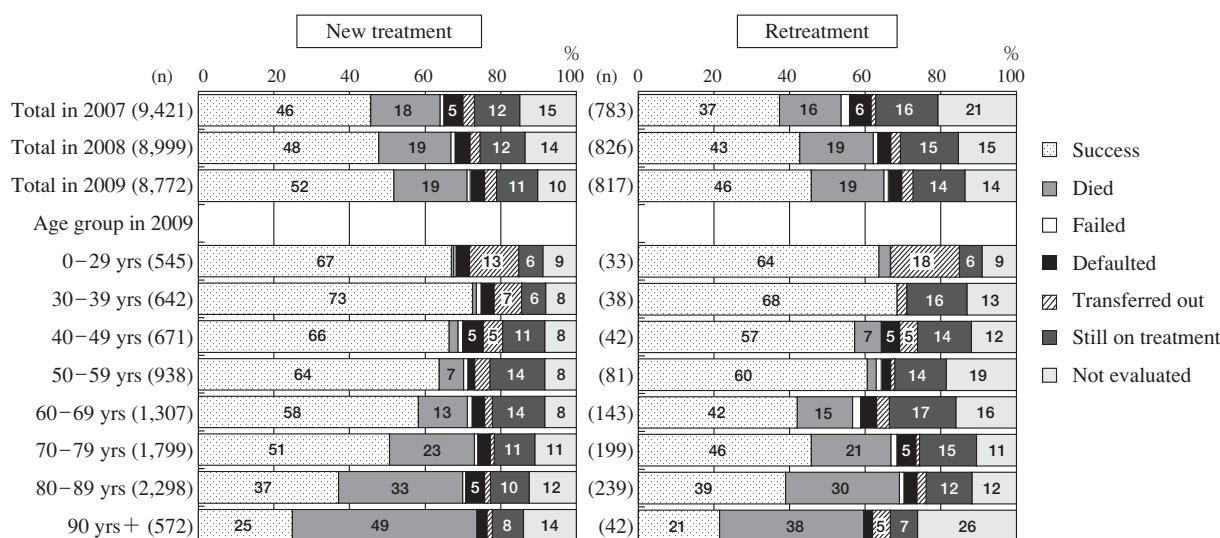 New treatment Retreatment
% %
(n) 0 20 40 60 80 100 (n) 0 20 40 60 80 100
Total in 2007 (9,421) 46 18 5 12 15 (783) 37 16 6 16 21
Total in 2008 (8,999) 48 19 12 14 (826) 43 19 15 15
Total in 2009 (8,772) 52 19 11 10 (817) 46 19 14 14
Age group in 2009
0−29 yrs (545) 67 13 6 9 (33) 64 18 6 9
30−39 yrs (642) 73 7 6 8 (38) 68 16 13
40−49 yrs (671) 66 5 5 11 8 (42) 57 7 5 5 14 12
50−59 yrs (938) 64 7 14 8 (81) 60 14 19
60−69 yrs (1,307) 58 13 14 8 (143) 42 15 17 16
70−79 yrs (1,799) 51 23 11 11 (199) 46 21 5 15 11
80−89 yrs (2,298) 37 33 5 10 12 (239) 39 30 12 12
90 yrs+ (572) 25 49 8 14 (42) 21 38 5 7 26
Success
Died
Failed
Defaulted
Transferred out
Still on treatment
Not evaluated